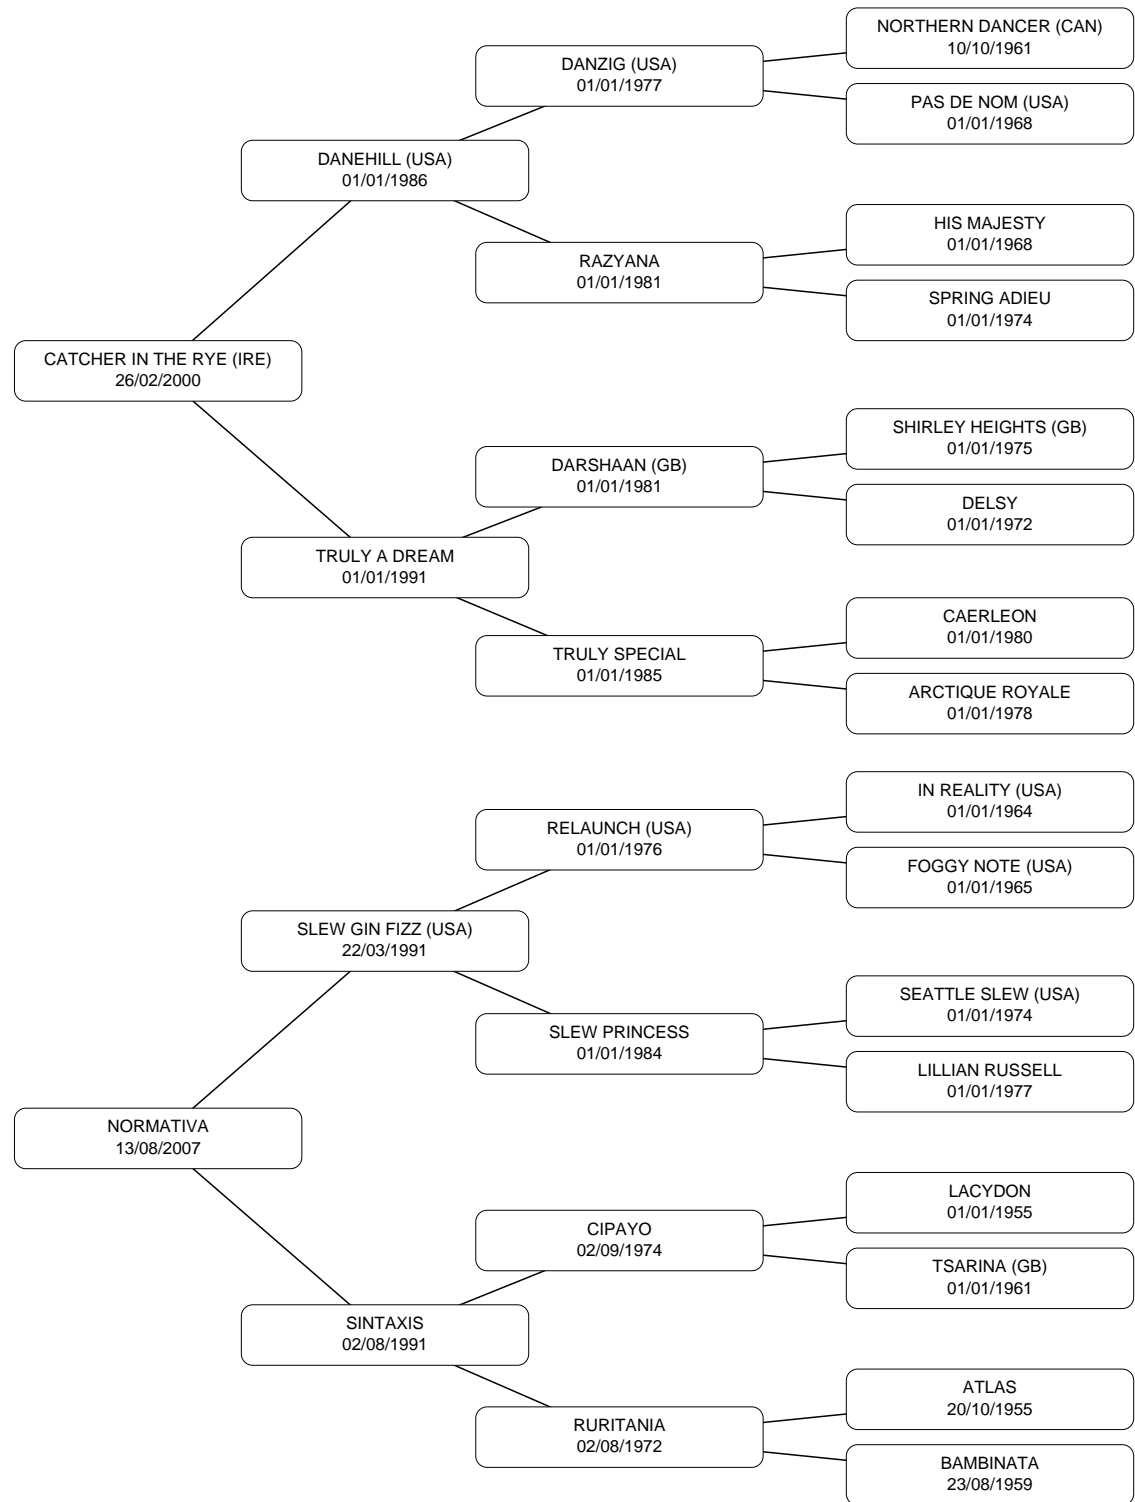 NORTHERN DANCER (CAN)
10/10/1961
DANZIG (USA)
01/01/1977
PAS DE NOM (USA)
01/01/1968
DANEHILL (USA)
01/01/1986
HIS MAJESTY
01/01/1968
RAZYANA
01/01/1981
SPRING ADIEU
01/01/1974
CATCHER IN THE RYE (IRE)
26/02/2000
SHIRLEY HEIGHTS (GB)
01/01/1975
DARSHAAN (GB)
01/01/1981
DELSY
01/01/1972
TRULY A DREAM
01/01/1991
CAERLEON
01/01/1980
TRULY SPECIAL
01/01/1985
ARCTIQUE ROYALE
01/01/1978
IN REALITY (USA)
01/01/1964
RELAUNCH (USA)
01/01/1976
FOGGY NOTE (USA)
01/01/1965
SLEW GIN FIZZ (USA)
22/03/1991
SEATTLE SLEW (USA)
01/01/1974
SLEW PRINCESS
01/01/1984
LILLIAN RUSSELL
01/01/1977
NORMATIVA
13/08/2007
LACYDON
01/01/1955
CIPAYO
02/09/1974
TSARINA (GB)
01/01/1961
SINTAXIS
02/08/1991
ATLAS
20/10/1955
RURITANIA
02/08/1972
BAMBINATA
23/08/1959